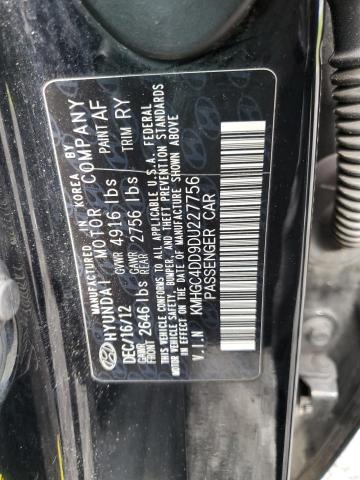 MFD. IN KOREA BY
HYUNDAI MOTOR COMPANY
DEC/16/12 GVWR 4916 lbs PAINT AF
GAWR FRONT 2646 lbs GAWR REAR 2756 lbs TRIM RY
THIS VEHICLE CONFORMS TO ALL APPLICABLE U.S.A. FEDERAL
MOTOR VEHICLE SAFETY, BUMPER, AND THEFT PREVENTION STANDARDS
IN EFFECT ON THE DATE OF MANUFACTURE SHOWN ABOVE
V.I.N KMHGC4DD9DU227756
PASSENGER CAR